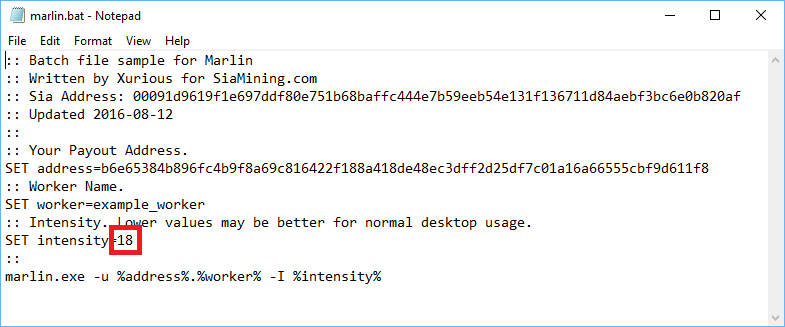 marlin.bat - Notepad
File Edit Format View Help
:: Batch file sample for Marlin
:: Written by Xurious for SiaMining.com
:: Sia Address: 00091d9619f1e697ddf80e751b68baffc444e7b59eeb54e131f136711d84aebf3bc6e0b820af
:: Updated 2016-08-12
::
:: Your Payout Address.
SET address=b6e65384b896fc4b9f8a69c816422f188a418de48ec3dff2d25df7c01a16a66555cbf9d611f8
:: Worker Name.
SET worker=example_worker
:: Intensity. Lower values may be better for normal desktop usage.
SET intensity=18
::
marlin.exe -u %address%.%worker% -I %intensity%